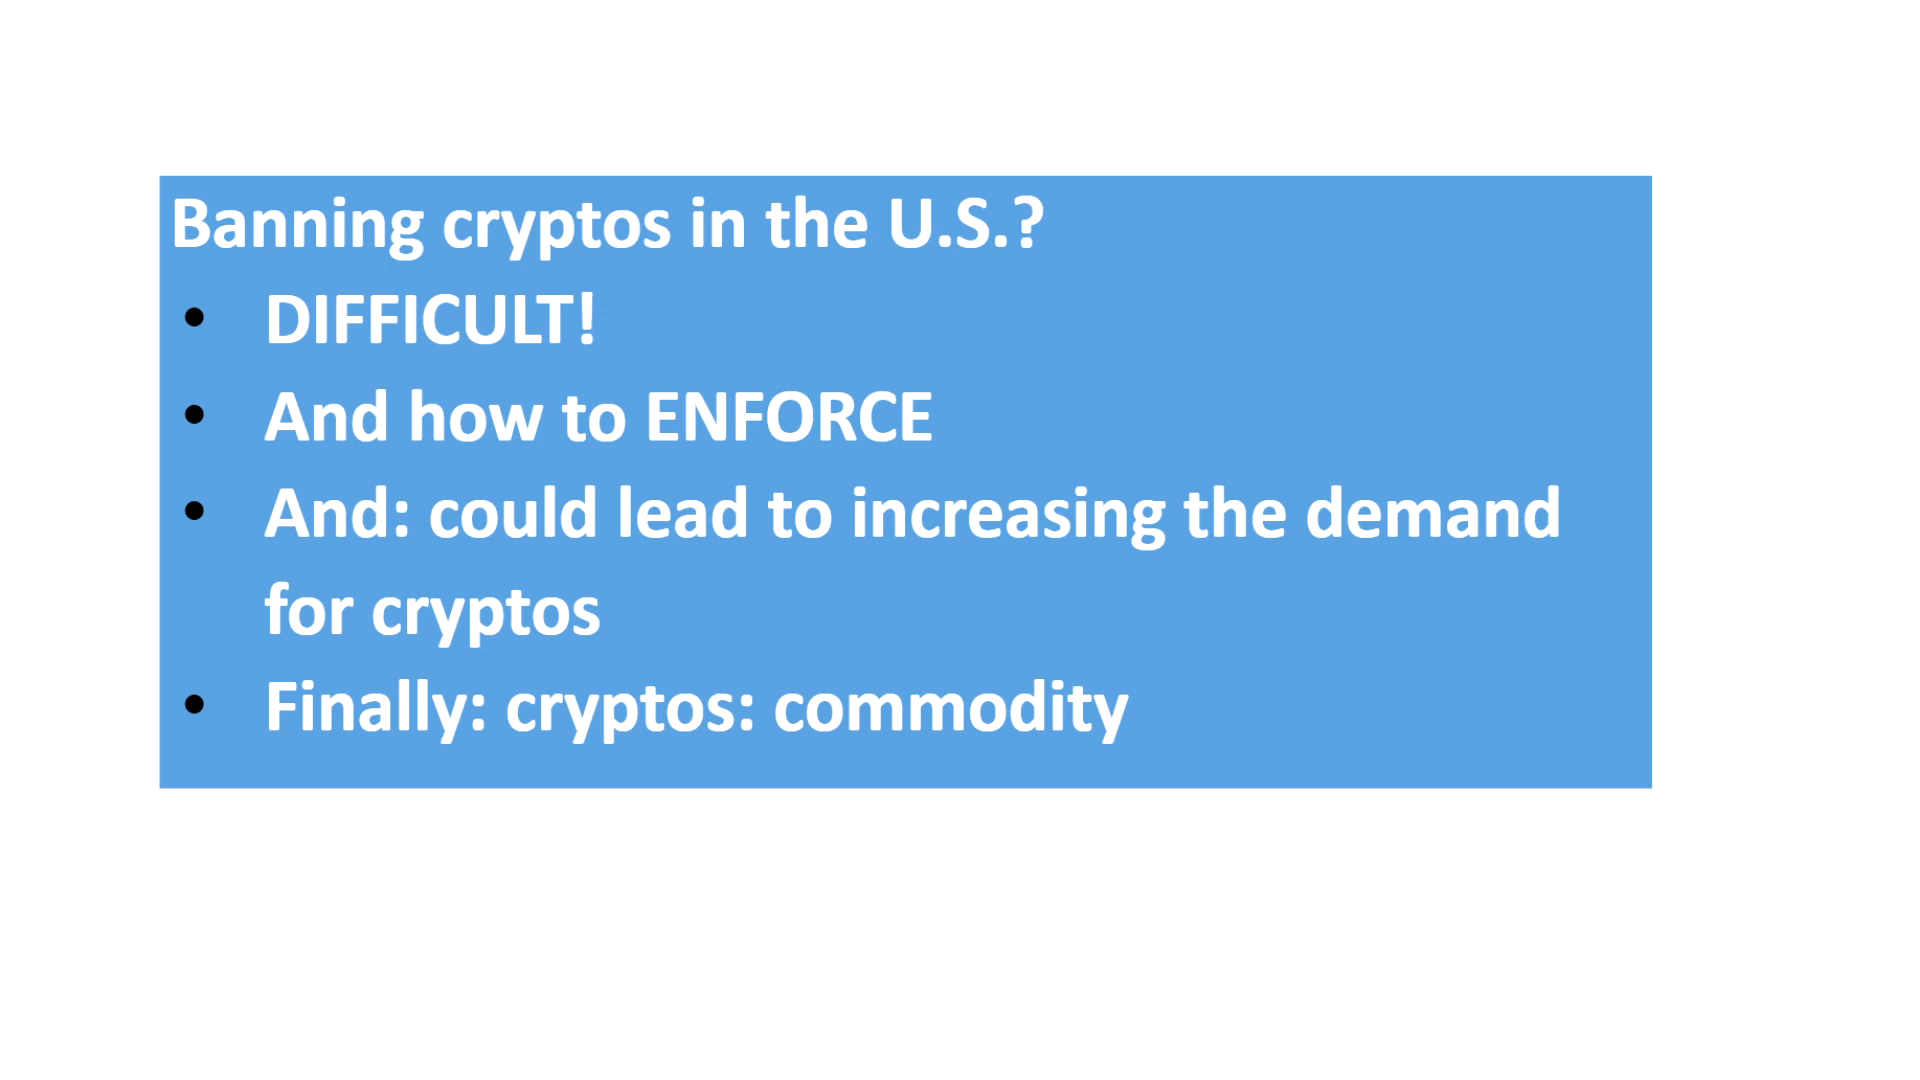 Banning cryptos in the U.S.?
• DIFFICULT!
• And how to ENFORCE
• And: could lead to increasing the demand
for cryptos
• Finally: cryptos: commodity